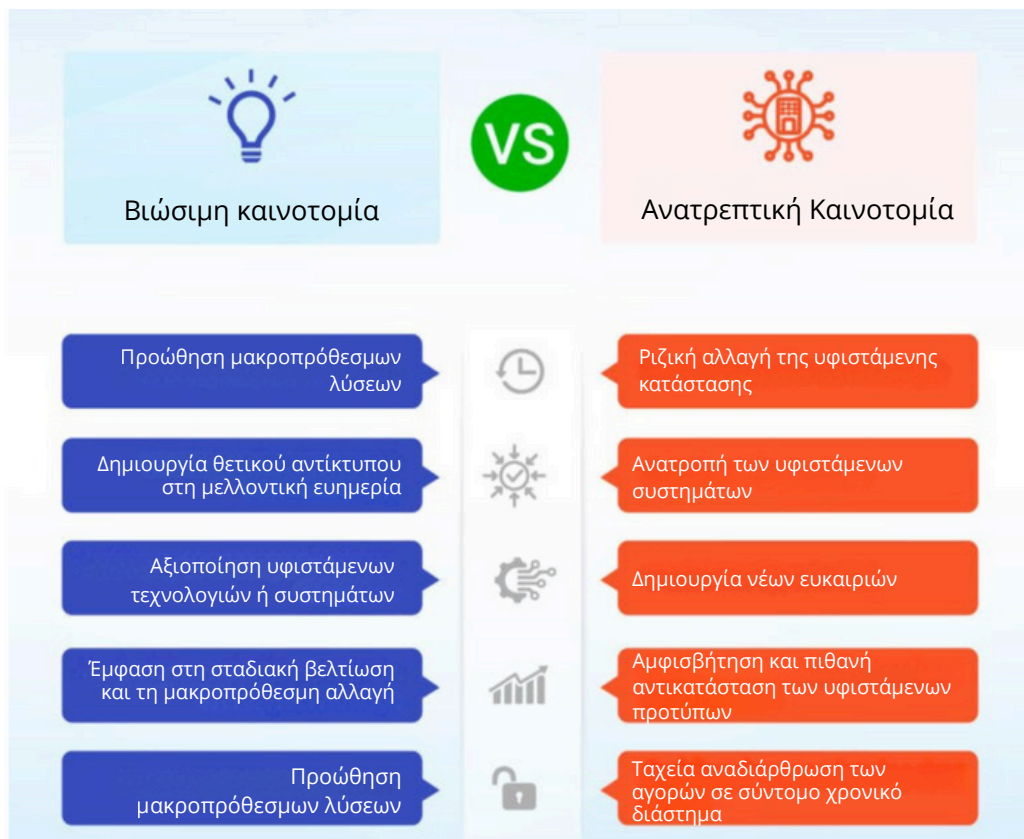 Βιώσιμη καινοτομία
VS
Ανατρεπτική Καινοτομία
Προώθηση μακροπρόθεσμων
λύσεων
Ριζική αλλαγή της υφιστάμενης
κατάστασης
Δημιουργία θετικού αντίκτυπου
στη μελλοντική ευημερία
Ανατροπή των υφιστάμενων
συστημάτων
Αξιοποίηση υφιστάμενων
τεχνολογιών ή συστημάτων
Δημιουργία νέων ευκαιριών
Έμφαση στη σταδιακή βελτίωση
και τη μακροπρόθεσμη αλλαγή
Αμφισβήτηση και πιθανή
αντικατάσταση των υφιστάμενων
προτύπων
Προώθηση
μακροπρόθεσμων λύσεων
Ταχεία αναδιάρθρωση των
αγορών σε σύντομο χρονικό
διάστημα